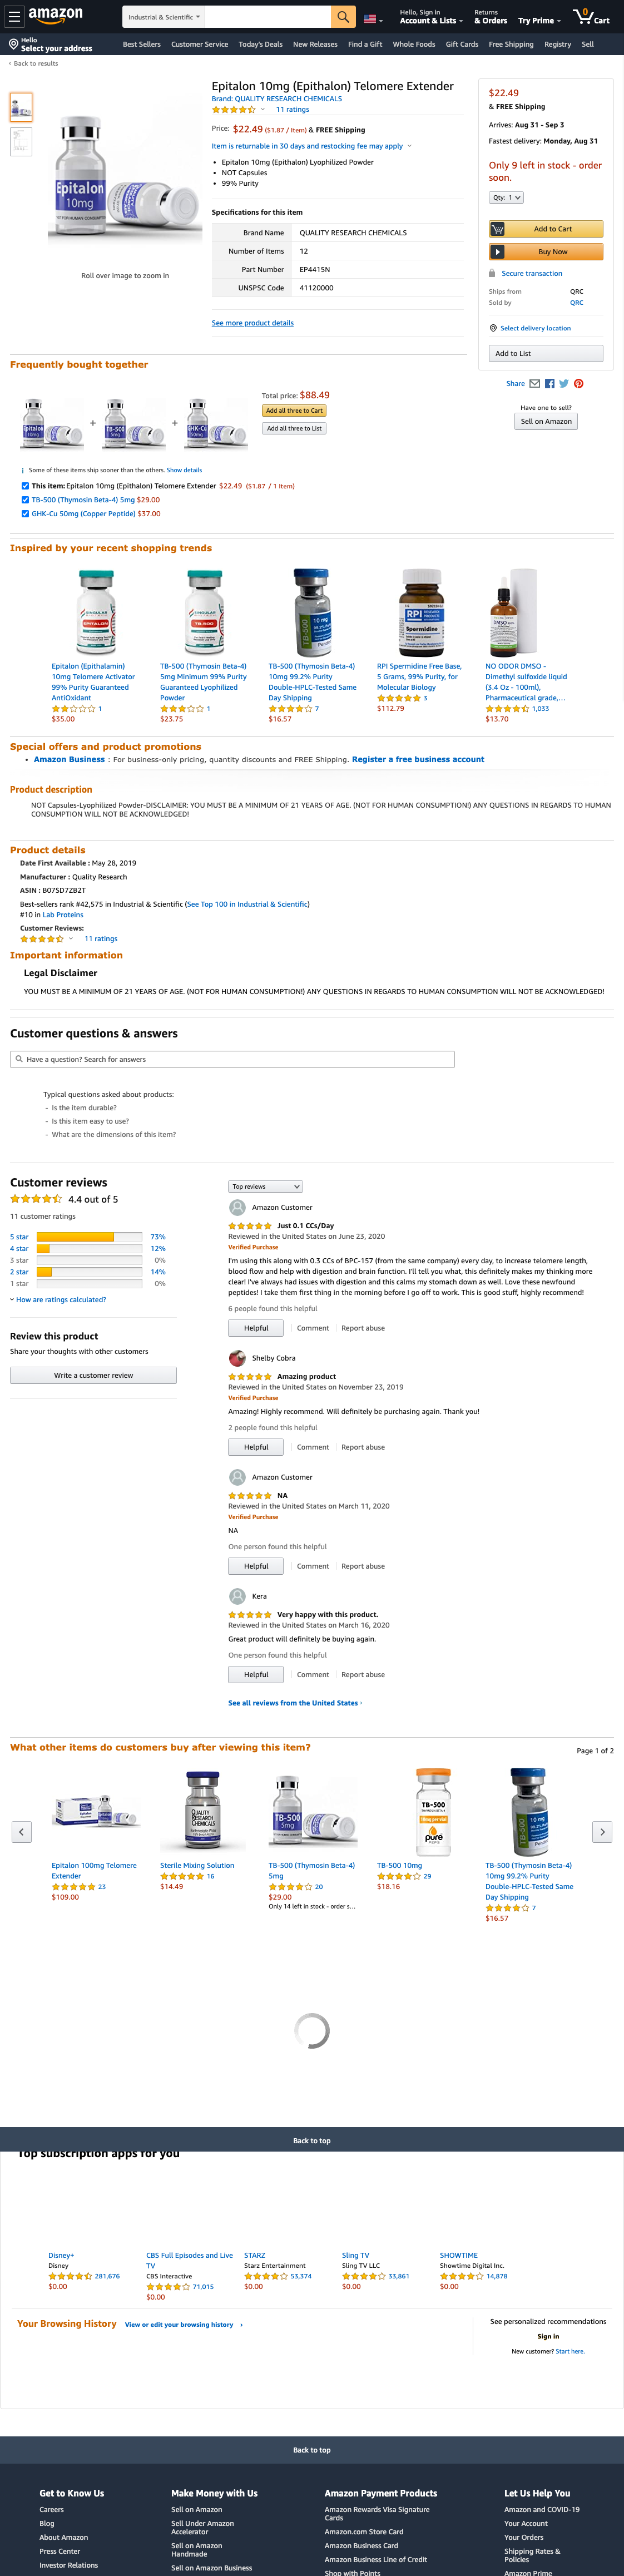 amazon
Industrial & Scientific
Hello, Sign in
Account & Lists
Returns
& Orders
Try Prime
0
Cart
Hello
Select your address
Best Sellers
Customer Service
Today's Deals
New Releases
Find a Gift
Whole Foods
Gift Cards
Free Shipping
Registry
Sell
‹ Back to results
Epitalon
10mg
Roll over image to zoom in
Epitalon 10mg (Epithalon) Telomere Extender
Brand: QUALITY RESEARCH CHEMICALS
11 ratings
Price: $22.49 ($1.87 / Item) & FREE Shipping
Item is returnable in 30 days and restocking fee may apply
• Epitalon 10mg (Epithalon) Lyophilized Powder
• NOT Capsules
• 99% Purity
Specifications for this item
Brand Name QUALITY RESEARCH CHEMICALS
Number of Items 12
Part Number EP4415N
UNSPSC Code 41120000
See more product details
$22.49
& FREE Shipping
Arrives: Aug 31 - Sep 3
Fastest delivery: Monday, Aug 31
Only 9 left in stock - order
soon.
Qty: 1
Add to Cart
Buy Now
Secure transaction
Ships from QRC
Sold by QRC
Select delivery location
Add to List
Share
Have one to sell?
Sell on Amazon
Frequently bought together
Epitalon
10mg
+
TB-500
5mg
+
GHK-Cu
50mg
Total price: $88.49
Add all three to Cart
Add all three to List
i Some of these items ship sooner than the others. Show details
This item: Epitalon 10mg (Epithalon) Telomere Extender $22.49 ($1.87 / 1 Item)
TB-500 (Thymosin Beta-4) 5mg $29.00
GHK-Cu 50mg (Copper Peptide) $37.00
Inspired by your recent shopping trends
EPITALON
TB-500
TB-500
RPI
Spermidine
DMSO
Epitalon (Epithalamin)
10mg Telomere Activator
99% Purity Guaranteed
AntiOxidant
1
$35.00
TB-500 (Thymosin Beta-4)
5mg Minimum 99% Purity
Guaranteed Lyophilized
Powder
1
$23.75
TB-500 (Thymosin Beta-4)
10mg 99.2% Purity
Double-HPLC-Tested Same
Day Shipping
7
$16.57
RPI Spermidine Free Base,
5 Grams, 99% Purity, for
Molecular Biology
3
$112.79
NO ODOR DMSO -
Dimethyl sulfoxide liquid
(3.4 Oz - 100ml),
Pharmaceutical grade,…
1,033
$13.70
Special offers and product promotions
• Amazon Business : For business-only pricing, quantity discounts and FREE Shipping. Register a free business account
Product description
NOT Capsules-Lyophilized Powder-DISCLAIMER: YOU MUST BE A MINIMUM OF 21 YEARS OF AGE. (NOT FOR HUMAN CONSUMPTION!) ANY QUESTIONS IN REGARDS TO HUMAN
CONSUMPTION WILL NOT BE ACKNOWLEDGED!
Product details
Date First Available : May 28, 2019
Manufacturer : Quality Research
ASIN : B07SD7ZB2T
Best-sellers rank #42,575 in Industrial & Scientific (See Top 100 in Industrial & Scientific)
#10 in Lab Proteins
Customer Reviews:
11 ratings
Important information
Legal Disclaimer
YOU MUST BE A MINIMUM OF 21 YEARS OF AGE. (NOT FOR HUMAN CONSUMPTION!) ANY QUESTIONS IN REGARDS TO HUMAN CONSUMPTION WILL NOT BE ACKNOWLEDGED!
Customer questions & answers
Have a question? Search for answers
Typical questions asked about products:
- Is the item durable?
- Is this item easy to use?
- What are the dimensions of this item?
Customer reviews
4.4 out of 5
11 customer ratings
5 star 73%
4 star 12%
3 star 0%
2 star 14%
1 star 0%
How are ratings calculated?
Review this product
Share your thoughts with other customers
Write a customer review
Top reviews
Amazon Customer
Just 0.1 CCs/Day
Reviewed in the United States on June 23, 2020
Verified Purchase
I'm using this along with 0.3 CCs of BPC-157 (from the same company) every day, to increase telomere length,
blood flow and help with digestion and brain function. I'll tell you what, this definitely makes my thinking more
clear! I've always had issues with digestion and this calms my stomach down as well. Love these newfound
peptides! I take them first thing in the morning before I go off to work. This is good stuff, highly recommend!
6 people found this helpful
Helpful
Comment
Report abuse
Shelby Cobra
Amazing product
Reviewed in the United States on November 23, 2019
Verified Purchase
Amazing! Highly recommend. Will definitely be purchasing again. Thank you!
2 people found this helpful
Helpful
Comment
Report abuse
Amazon Customer
NA
Reviewed in the United States on March 11, 2020
Verified Purchase
NA
One person found this helpful
Helpful
Comment
Report abuse
Kera
Very happy with this product.
Reviewed in the United States on March 16, 2020
Great product will definitely be buying again.
One person found this helpful
Helpful
Comment
Report abuse
See all reviews from the United States ›
What other items do customers buy after viewing this item?
Page 1 of 2
QUALITY
RESEARCH
CHEMICALS
TB-500
5mg
TB-500
pure
TB-500
Epitalon 100mg Telomere
Extender
23
$109.00
Sterile Mixing Solution
16
$14.49
TB-500 (Thymosin Beta-4)
5mg
20
$29.00
Only 14 left in stock - order s…
TB-500 10mg
29
$18.16
TB-500 (Thymosin Beta-4)
10mg 99.2% Purity
Double-HPLC-Tested Same
Day Shipping
7
$16.57
Back to top
Top subscription apps for you
Disney+
Disney
281,676
$0.00
CBS Full Episodes and Live
TV
CBS Interactive
71,015
$0.00
STARZ
Starz Entertainment
53,374
$0.00
Sling TV
Sling TV LLC
33,861
$0.00
SHOWTIME
Showtime Digital Inc.
14,878
$0.00
Your Browsing History
View or edit your browsing history ›
See personalized recommendations
Sign in
New customer? Start here.
Back to top
Get to Know Us
Careers
Blog
About Amazon
Press Center
Investor Relations
Make Money with Us
Sell on Amazon
Sell Under Amazon
Accelerator
Sell on Amazon
Handmade
Sell on Amazon Business
Amazon Payment Products
Amazon Rewards Visa Signature
Cards
Amazon.com Store Card
Amazon Business Card
Amazon Business Line of Credit
Shop with Points
Let Us Help You
Amazon and COVID-19
Your Account
Your Orders
Shipping Rates &
Policies
Amazon Prime